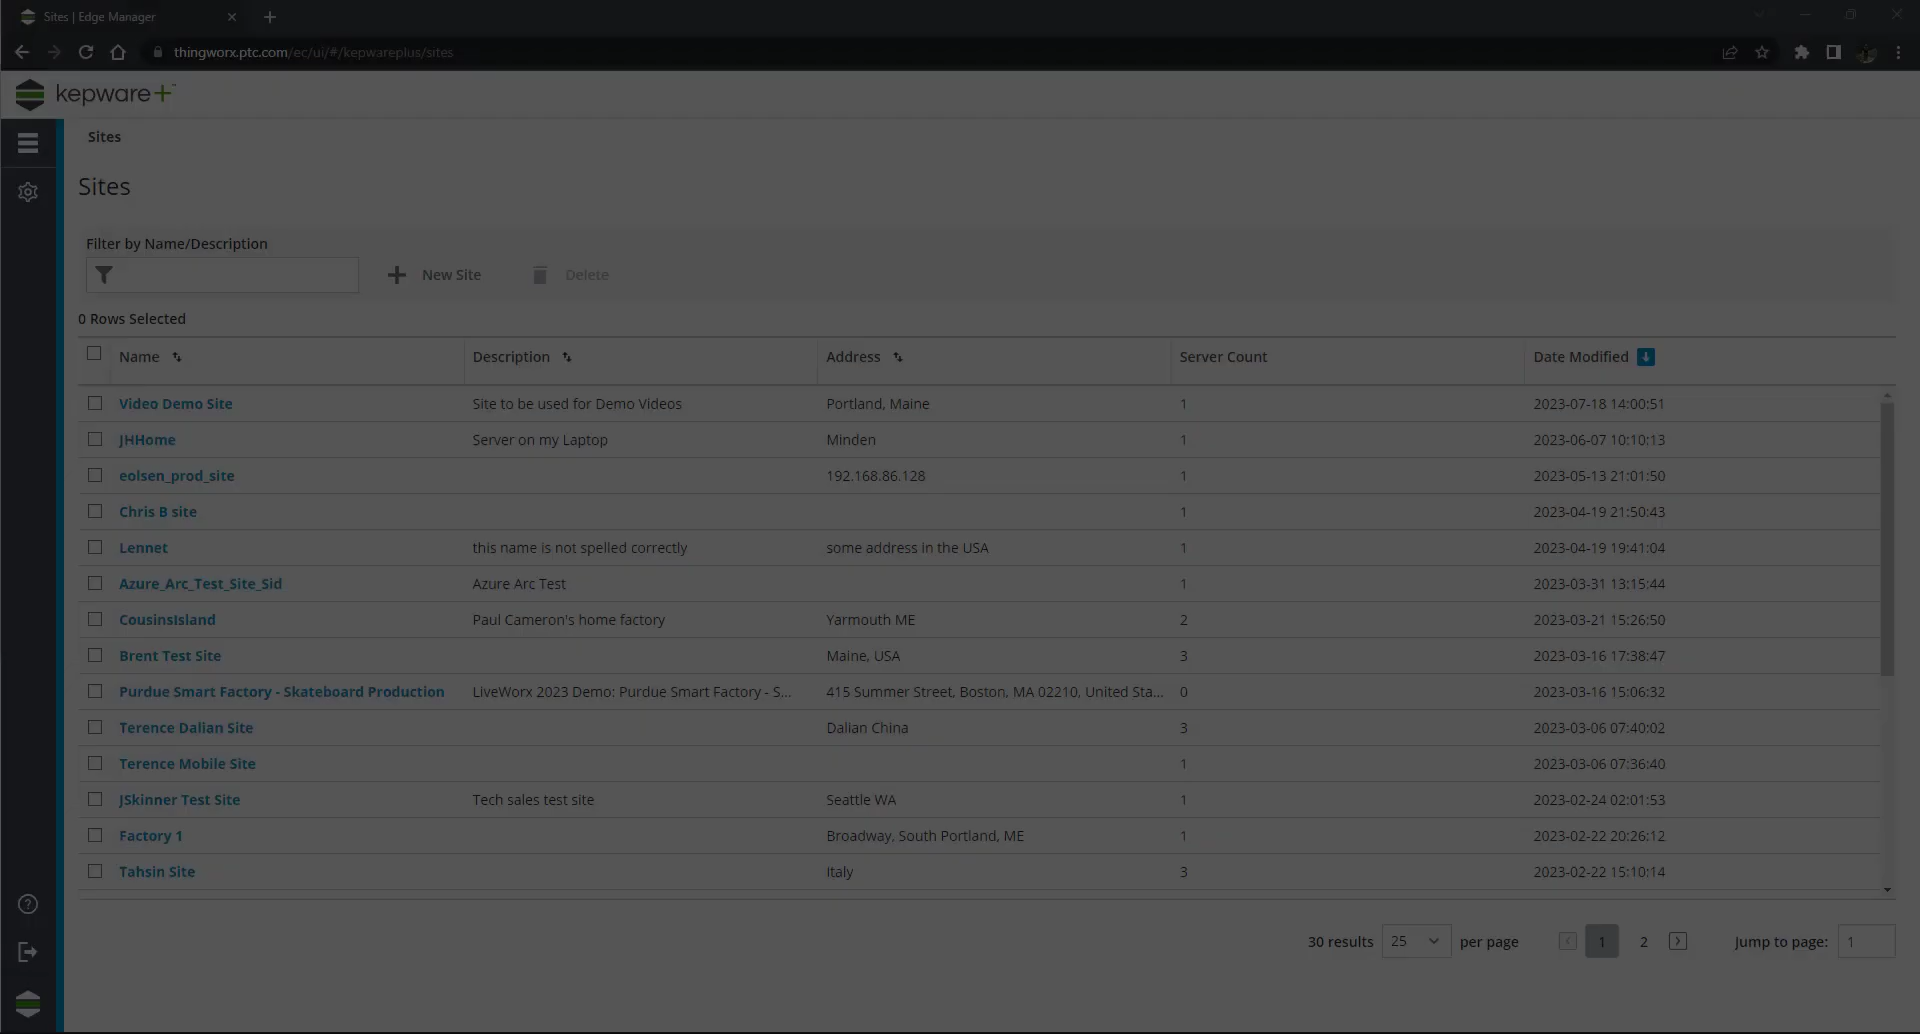 Sites | Edge Manager
thingworx.ptc.com/ec/ui/#/kepwareplus/sites
kepware+
Sites
Sites
Filter by Name/Description
New Site Delete
0 Rows Selected
Name Description Address Server Count Date Modified
Video Demo Site Site to be used for Demo Videos Portland, Maine 1 2023-07-18 14:00:51
JHHome Server on my Laptop Minden 1 2023-06-07 10:10:13
eolsen_prod_site 192.168.86.128 1 2023-05-13 21:01:50
Chris B site 1 2023-04-19 21:50:43
Lennet this name is not spelled correctly some address in the USA 1 2023-04-19 19:41:04
Azure_Arc_Test_Site_Sid Azure Arc Test 1 2023-03-31 13:15:44
CousinsIsland Paul Cameron's home factory Yarmouth ME 2 2023-03-21 15:26:50
Brent Test Site Maine, USA 3 2023-03-16 17:38:47
Purdue Smart Factory - Skateboard Production LiveWorx 2023 Demo: Purdue Smart Factory - S... 415 Summer Street, Boston, MA 02210, United Sta... 0 2023-03-16 15:06:32
Terence Dalian Site Dalian China 3 2023-03-06 07:40:02
Terence Mobile Site 1 2023-03-06 07:36:40
JSkinner Test Site Tech sales test site Seattle WA 1 2023-02-24 02:01:53
Factory 1 Broadway, South Portland, ME 1 2023-02-22 20:26:12
Tahsin Site Italy 3 2023-02-22 15:10:14
30 results 25 per page 1 2 Jump to page: 1